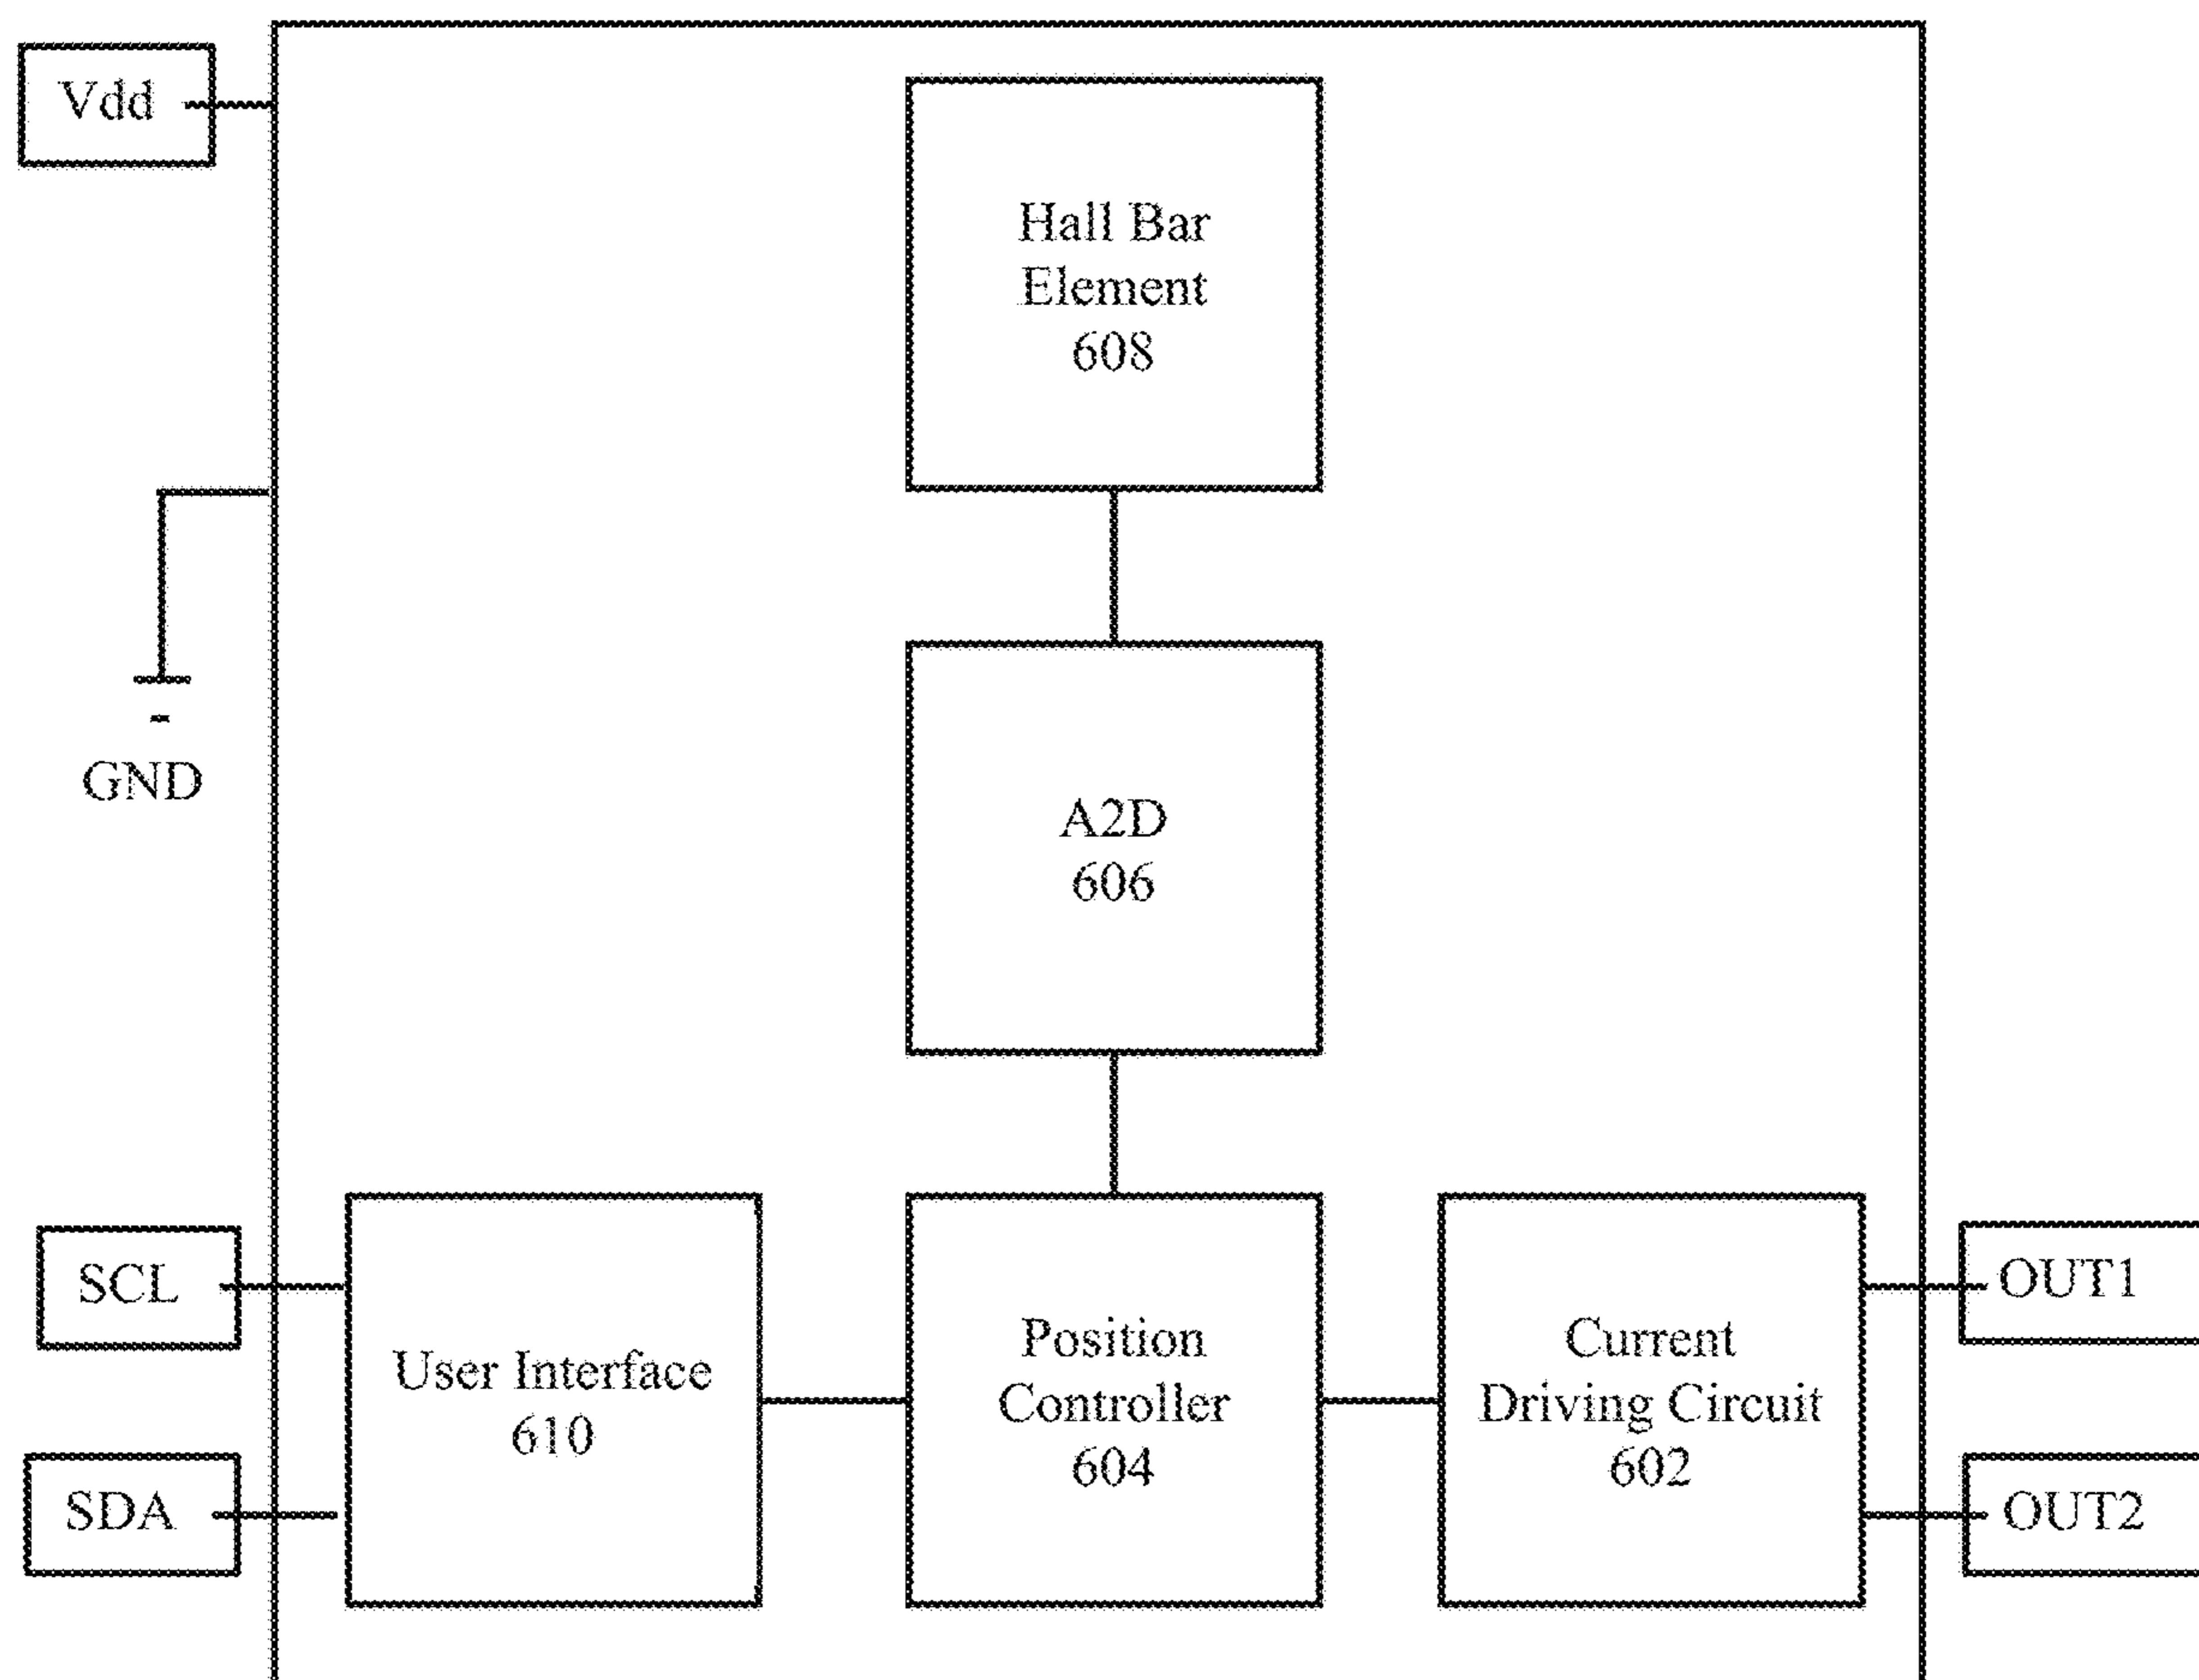 Vdd
Hall Bar
Element
608
GND
A2D
606
SCL
SDA
User Interface
610
Position
Controller
604
Current
Driving Circuit
602
OUT1
OUT2